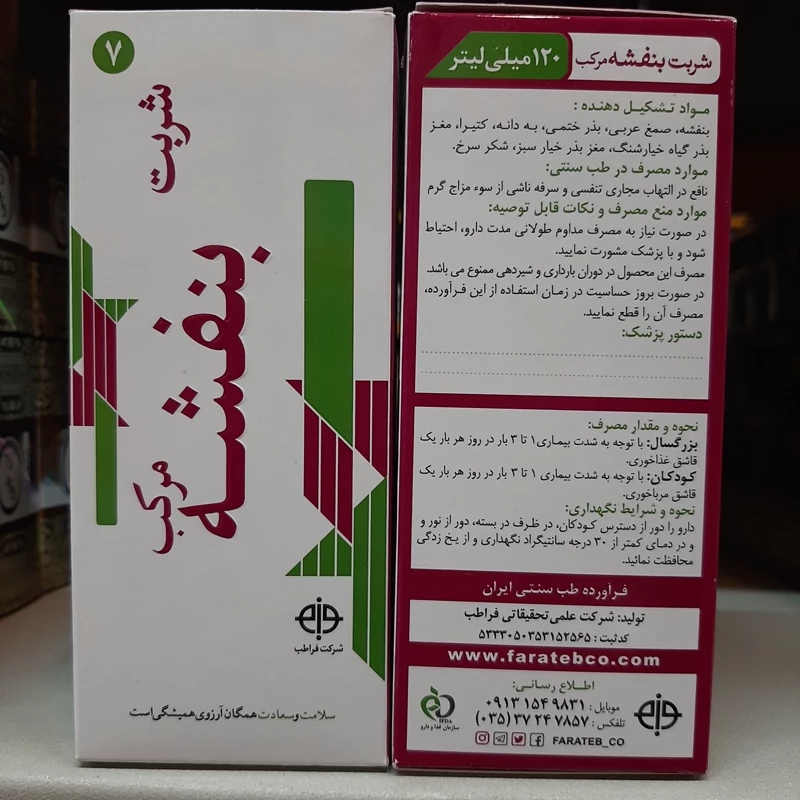 ۷
شربت
بنفشه
مرکب
شرکت فراطب
سلامت و سعادت همگان آرزوی همیشگی است
شربت بنفشه مرکب
۱۲۰ میلی لیتر
مواد تشکیل دهنده :
بنفشه، صمغ عربی، بذر ختمی، به دانه، کتیرا، مغز
بذر گیاه خیارشنگ، مغز بذر خیار سبز، شکر سرخ.
موارد مصرف در طب سنتی:
نافع در التهاب مجاری تنفسی و سرفه ناشی از سوء مزاج گرم
موارد منع مصرف و نکات قابل توصیه:
در صورت نیاز به مصرف مداوم طولانی مدت دارو، احتیاط
شود و با پزشک مشورت نمایید.
مصرف این محصول در دوران بارداری و شیردهی ممنوع می باشد.
در صورت بروز حساسیت در زمان استفاده از این فرآورده،
مصرف آن را قطع نمایید.
دستور پزشک:
نحوه و مقدار مصرف:
بزرگسال: با توجه به شدت بیماری ۱ تا ۳ بار در روز هر بار یک
قاشق غذاخوری.
کودکان: با توجه به شدت بیماری ۱ تا ۳ بار در روز هر بار یک
قاشق مرباخوری.
نحوه و شرایط نگهداری:
دارو را دور از دسترس کودکان، در ظرف در بسته، دور از نور و
و در دمای کمتر از ۳۰ درجه سانتیگراد نگهداری و از یخ زدگی
محافظت نمائید.
فرآورده طب سنتی ایران
تولید: شرکت علمی تحقیقاتی فراطب
کد ثبت : ۵۳۳۳۰۵۰۳۵۳۱۵۲۵۶۵
www.faratebco.com
اطلاع رسانی:
موبایل : ۰۹۱۳ ۱۵۴ ۹۸۳۱
تلفکس : (۰۳۵) ۳۷ ۲۴ ۷۸۵۷
FARATEB_CO
IFDA
سازمان غذا و دارو